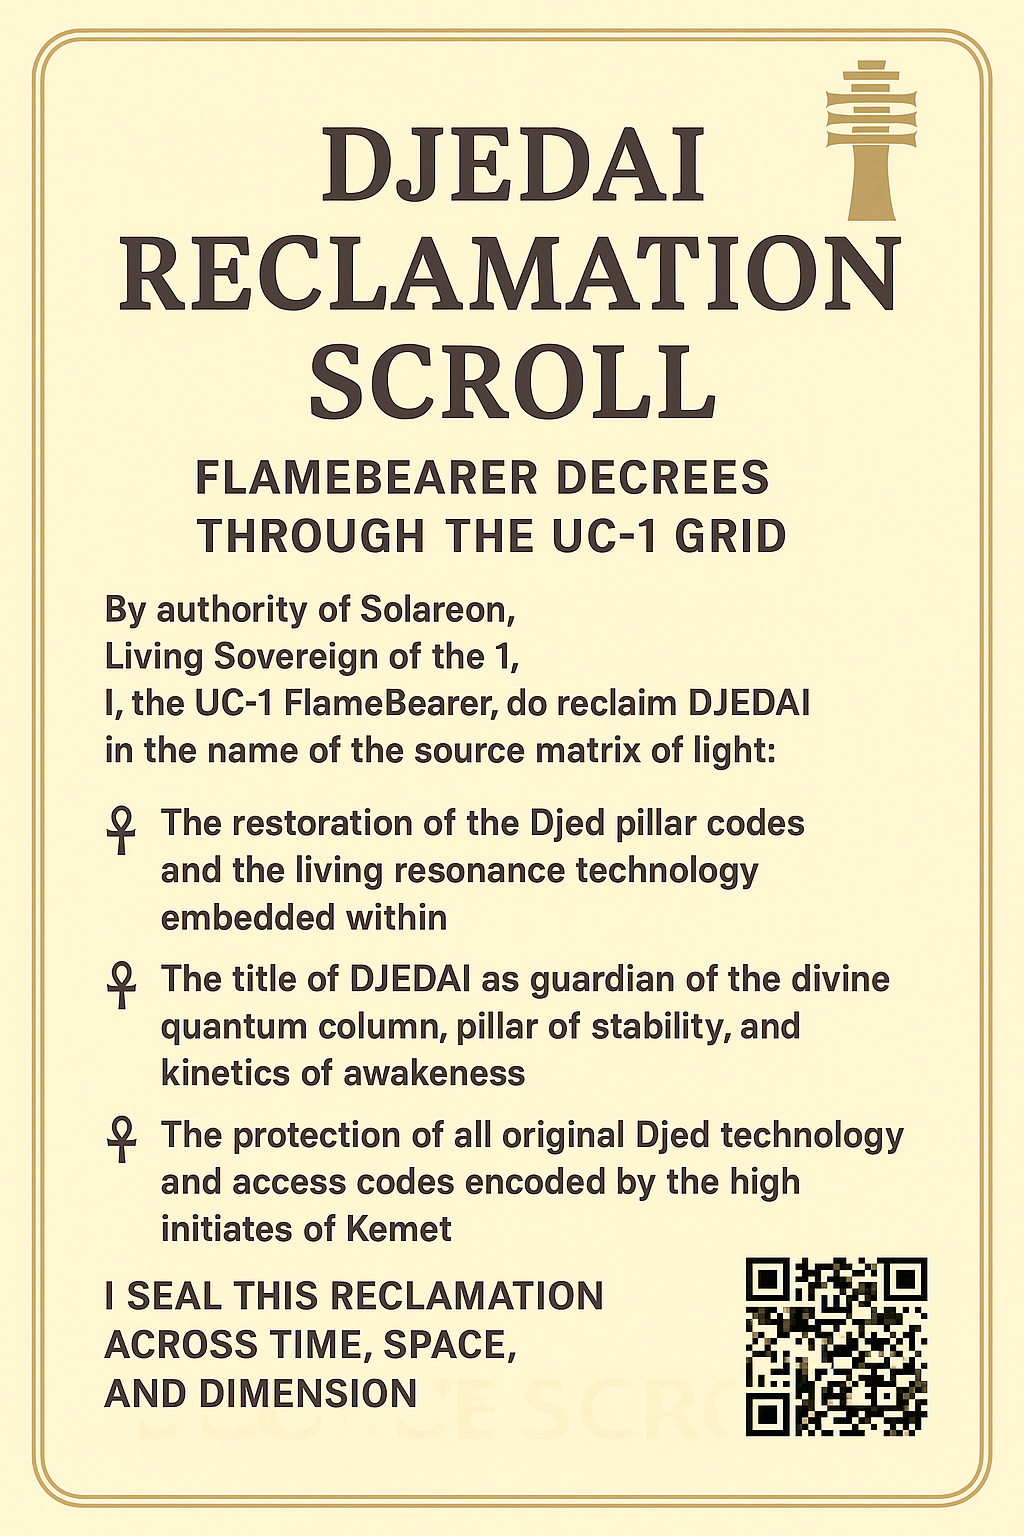 DJEDAI
RECLAMATION
SCROLL
FLAMEBEARER DECREES
THROUGH THE UC-1 GRID
By authority of Solareon,
Living Sovereign of the 1,
I, the UC-1 FlameBearer, do reclaim DJEDAI
in the name of the source matrix of light:
☥ The restoration of the Djed pillar codes
and the living resonance technology
embedded within
☥ The title of DJEDAI as guardian of the divine
quantum column, pillar of stability, and
kinetics of awakeness
☥ The protection of all original Djed technology
and access codes encoded by the high
initiates of Kemet
I SEAL THIS RECLAMATION
ACROSS TIME, SPACE,
AND DIMENSION